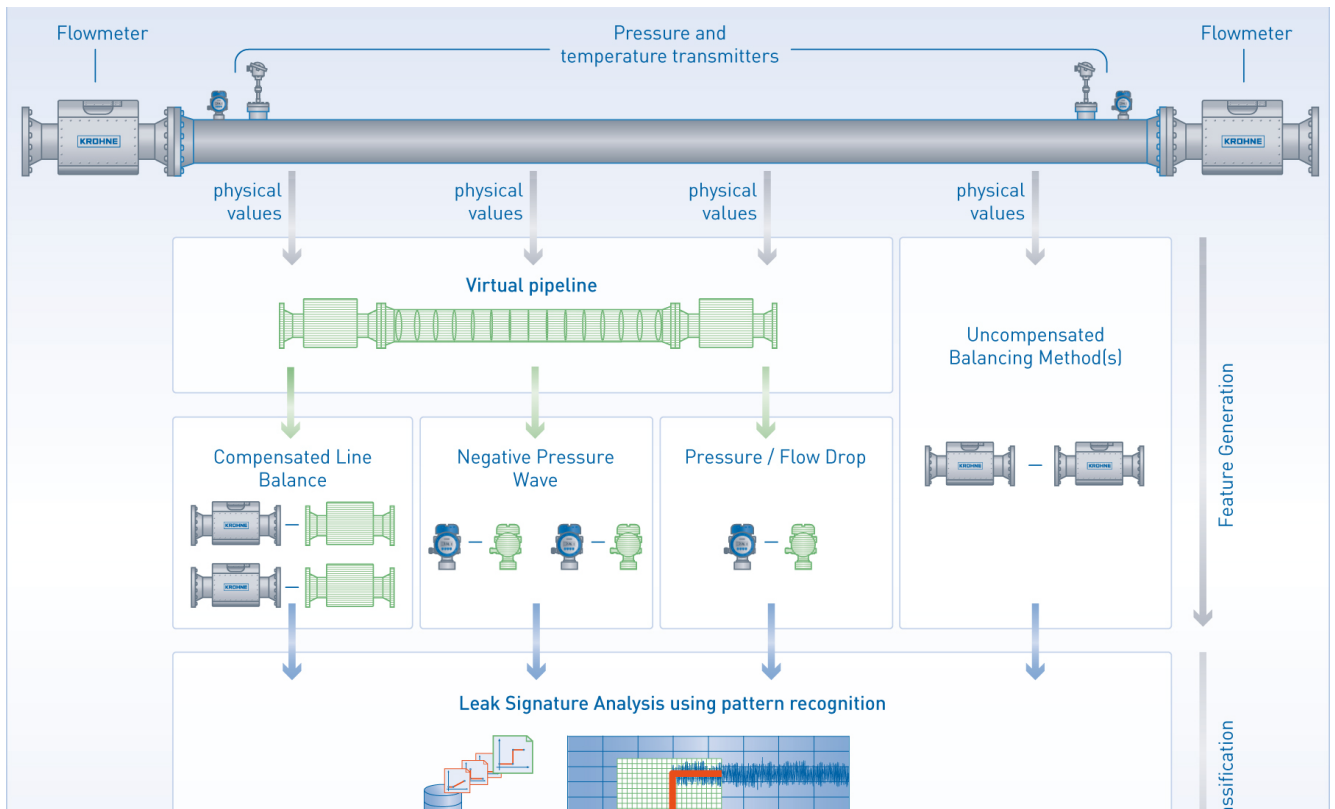 Flowmeter
Pressure and
temperature transmitters
Flowmeter
KROHNE
KROHNE
physical
values
physical
values
physical
values
physical
values
Virtual pipeline
Uncompensated
Balancing Method(s)
Compensated Line
Balance
Negative Pressure
Wave
Pressure / Flow Drop
KROHNE
KROHNE
KROHNE
KROHNE
Feature Generation
Leak Signature Analysis using pattern recognition